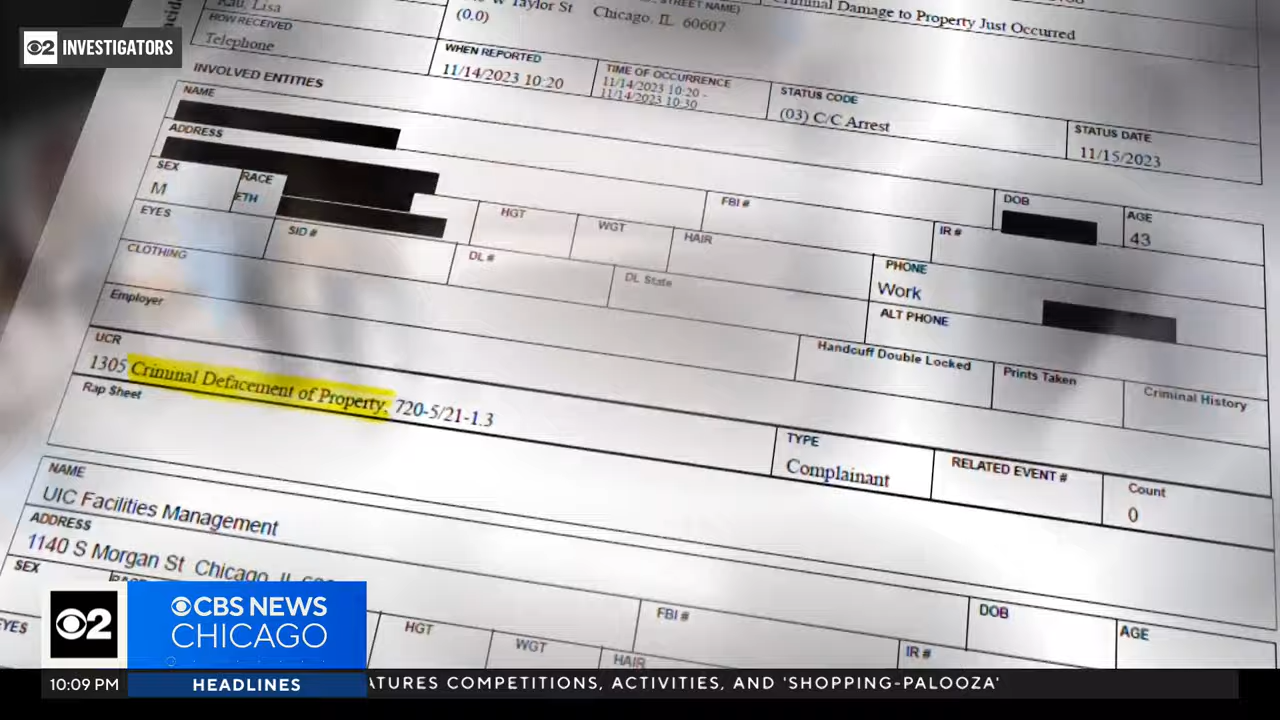 2 INVESTIGATORS
Rau, Lisa
W Taylor St
(0.0)
STREET NAME)
Chicago, IL 60607
Criminal Damage to Property Just Occurred
HOW RECEIVED
Telephone
WHEN REPORTED
11/14/2023 10:20
TIME OF OCCURRENCE
11/14/2023 10:20 -
11/14/2023 10:30
STATUS CODE
(03) C/C Arrest
STATUS DATE
11/15/2023
INVOLVED ENTITIES
NAME
ADDRESS
SEX
M
RACE
ETH
HGT
WGT
HAIR
FBI #
IR #
DOB
AGE
43
EYES
SID #
CLOTHING
DL #
DL State
PHONE
Work
ALT PHONE
Employer
Handcuff Double Locked
Prints Taken
Criminal History
UCR
1305 Criminal Defacement of Property, 720-5/21-1.3
Rap Sheet
TYPE
Complainant
RELATED EVENT #
Count
0
NAME
UIC Facilities Management
ADDRESS
1140 S Morgan St Chicago, IL
SEX
EYES
HGT
WGT
HAIR
FBI #
IR #
DOB
AGE
2
CBS NEWS
CHICAGO
10:09 PM
HEADLINES
ATURES COMPETITIONS, ACTIVITIES, AND 'SHOPPING-PALOOZA'